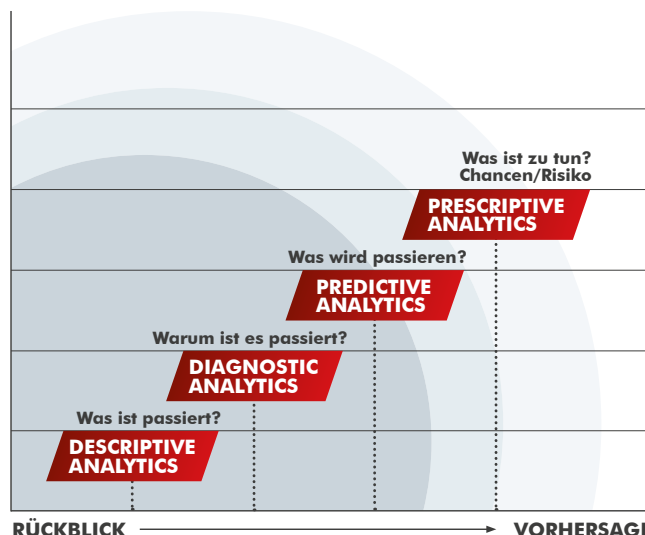 Was ist zu tun?
Chancen/Risiko
PRESCRIPTIVE
ANALYTICS
Was wird passieren?
PREDICTIVE
ANALYTICS
Warum ist es passiert?
DIAGNOSTIC
ANALYTICS
Was ist passiert?
DESCRIPTIVE
ANALYTICS
RÜCKBLICK VORHERSAGE